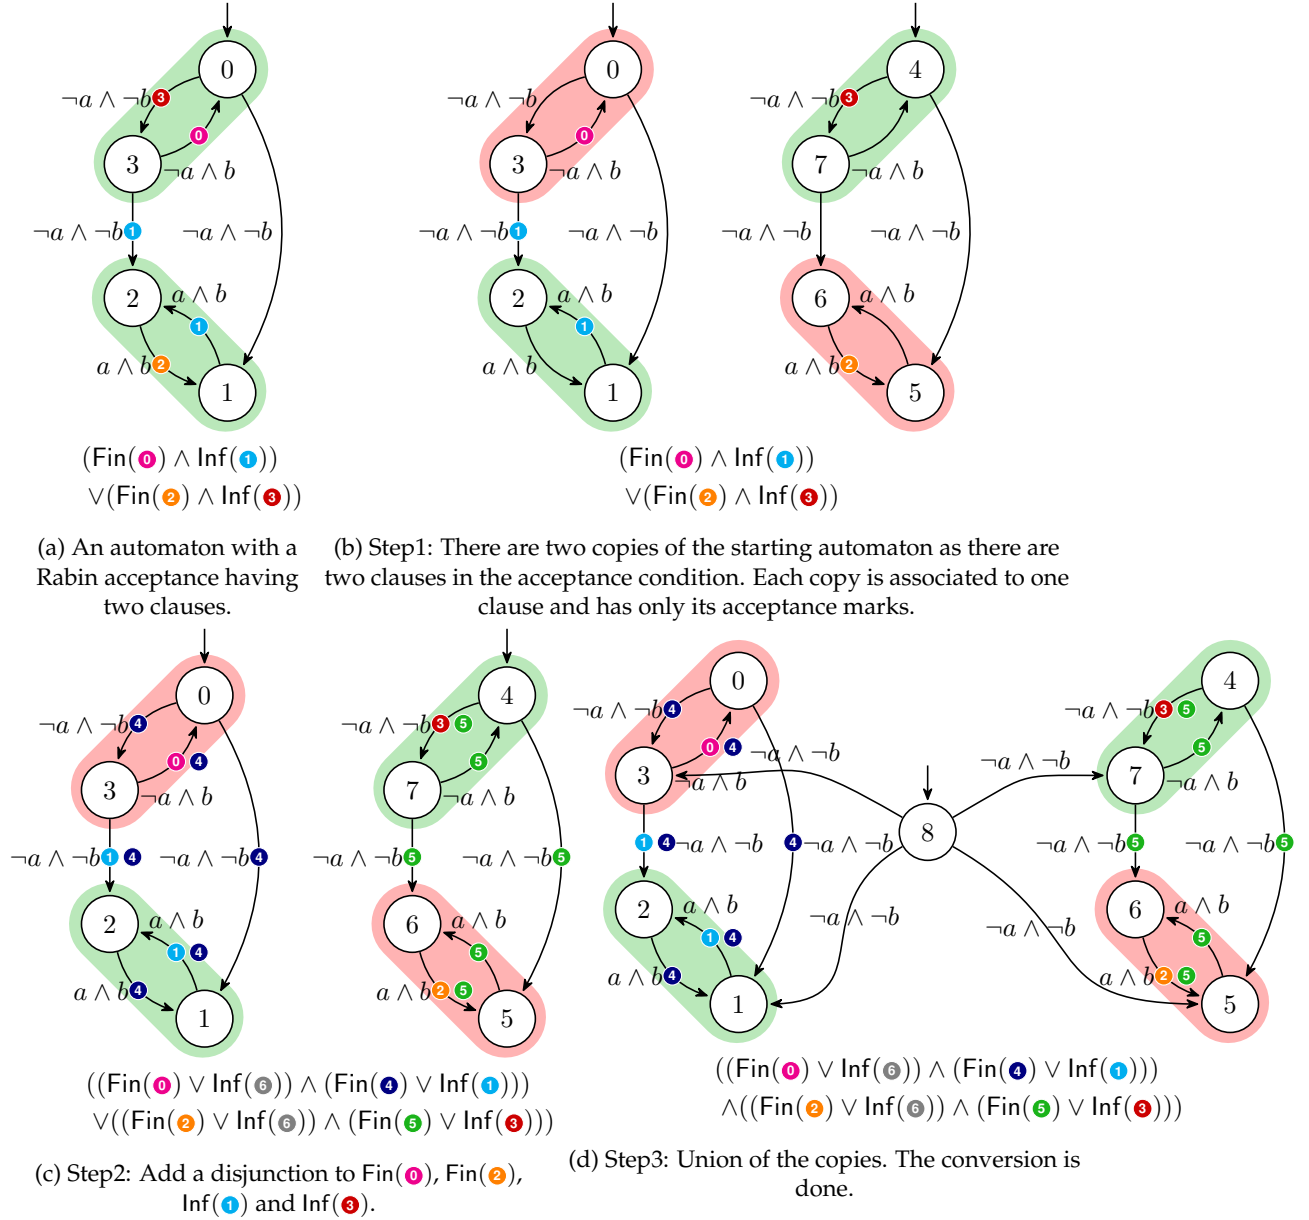 0
¬a ∧ ¬b 3
0
3
¬a ∧ b
¬a ∧ ¬b 1
¬a ∧ ¬b
2
a ∧ b
1
a ∧ b 2
1
(Fin(0) ∧ Inf(1))
∨(Fin(2) ∧ Inf(3))
(a) An automaton with a
Rabin acceptance having
two clauses.
0
¬a ∧ ¬b
0
3
¬a ∧ b
¬a ∧ ¬b 1
¬a ∧ ¬b
2
a ∧ b
1
a ∧ b
1
4
¬a ∧ ¬b 3
7
¬a ∧ b
¬a ∧ ¬b
¬a ∧ ¬b
6
a ∧ b
a ∧ b 2
5
(Fin(0) ∧ Inf(1))
∨(Fin(2) ∧ Inf(3))
(b) Step1: There are two copies of the starting automaton as there are
two clauses in the acceptance condition. Each copy is associated to one
clause and has only its acceptance marks.
0
¬a ∧ ¬b 4
0 4
3
¬a ∧ b
¬a ∧ ¬b 1 4
¬a ∧ ¬b 4
2
a ∧ b
1 4
a ∧ b 4
1
4
¬a ∧ ¬b 3 5
5
7
¬a ∧ b
¬a ∧ ¬b 5
¬a ∧ ¬b 5
6
a ∧ b
5
a ∧ b 2 5
5
((Fin(0) ∨ Inf(6)) ∧ (Fin(4) ∨ Inf(1)))
∨((Fin(2) ∨ Inf(6)) ∧ (Fin(5) ∨ Inf(3)))
(c) Step2: Add a disjunction to Fin(0), Fin(2),
Inf(1) and Inf(3).
0
¬a ∧ ¬b 4
0 4
¬a ∧ ¬b
3
¬a ∧ b
1 4 ¬a ∧ ¬b
4 ¬a ∧ ¬b
2
a ∧ b
1 4
a ∧ b 4
1
8
¬a ∧ ¬b
¬a ∧ ¬b
¬a ∧ ¬b
4
¬a ∧ ¬b 3 5
5
7
¬a ∧ b
¬a ∧ ¬b 5
¬a ∧ ¬b 5
6
a ∧ b
5
a ∧ b 2 5
5
((Fin(0) ∨ Inf(6)) ∧ (Fin(4) ∨ Inf(1)))
∧((Fin(2) ∨ Inf(6)) ∧ (Fin(5) ∨ Inf(3)))
(d) Step3: Union of the copies. The conversion is
done.